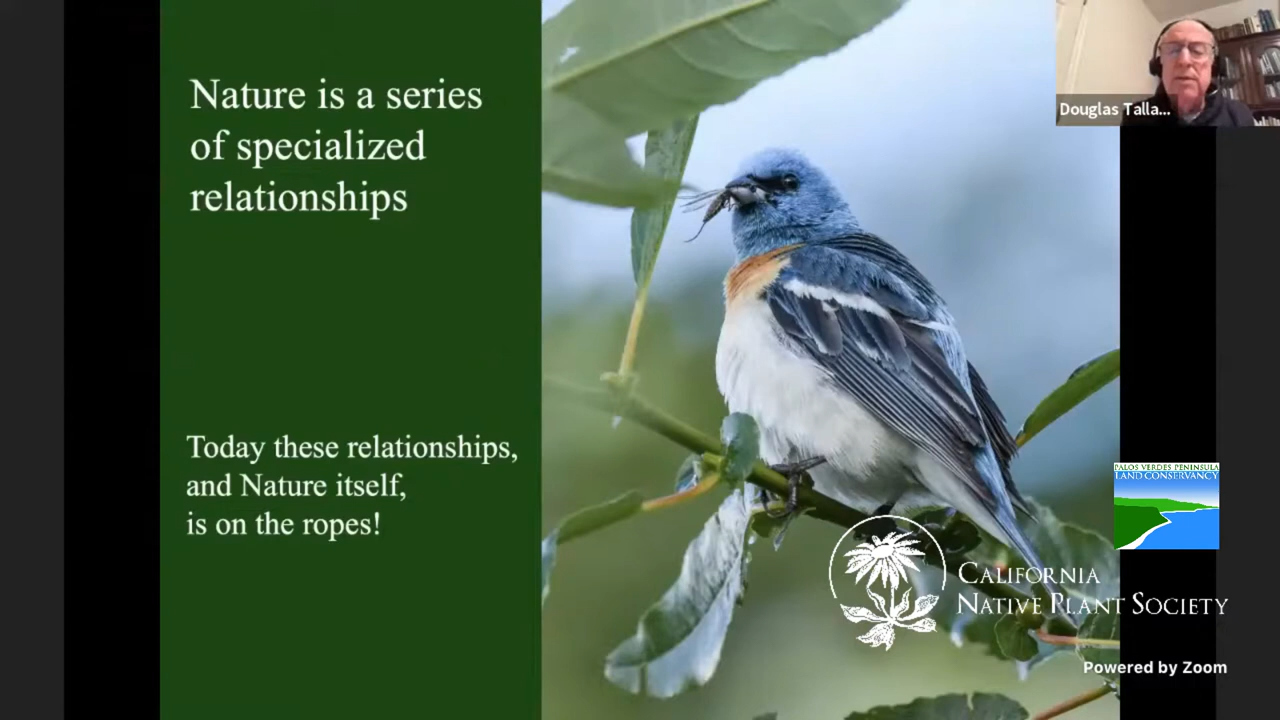 Nature is a series
of specialized
relationships
Today these relationships,
and Nature itself,
is on the ropes!
Douglas Talla...
PALOS VERDES PENINSULA
LAND CONSERVANCY
CALIFORNIA
NATIVE PLANT SOCIETY
Powered by Zoom